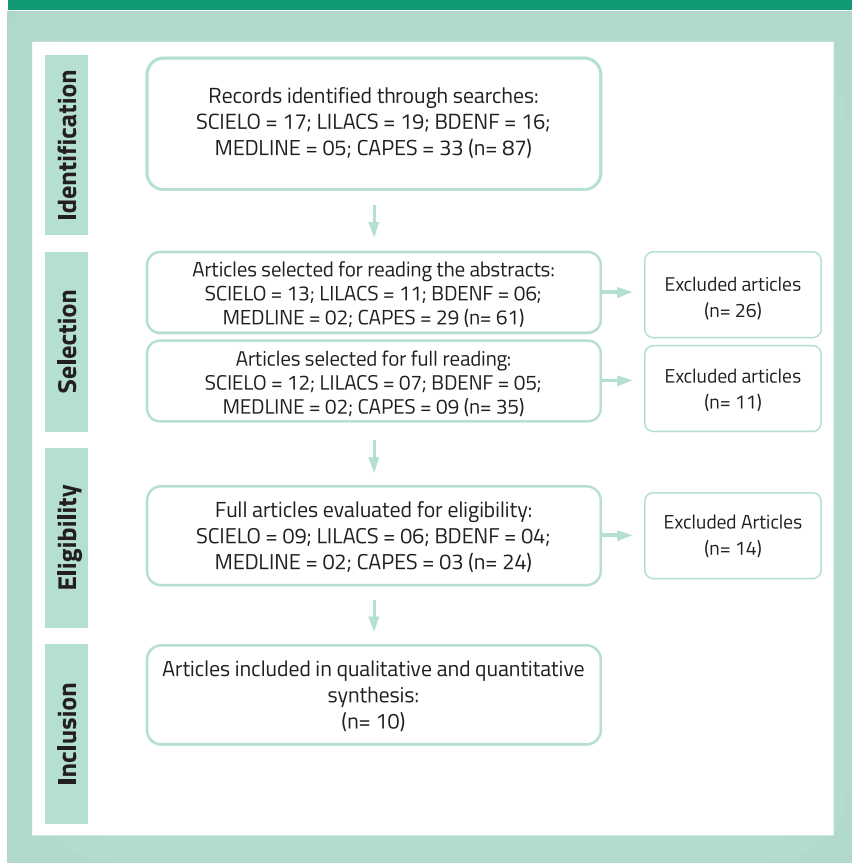 Identification
Records identified through searches:
SCIELO = 17; LILACS = 19; BDENF = 16;
MEDLINE = 05; CAPES = 33 (n= 87)
Selection
Articles selected for reading the abstracts:
SCIELO = 13; LILACS = 11; BDENF = 06;
MEDLINE = 02; CAPES = 29 (n= 61)
Excluded articles
(n= 26)
Articles selected for full reading:
SCIELO = 12; LILACS = 07; BDENF = 05;
MEDLINE = 02; CAPES = 09 (n= 35)
Excluded articles
(n= 11)
Eligibility
Full articles evaluated for eligibility:
SCIELO = 09; LILACS = 06; BDENF = 04;
MEDLINE = 02; CAPES = 03 (n= 24)
Excluded Articles
(n= 14)
Inclusion
Articles included in qualitative and quantitative
synthesis:
(n= 10)